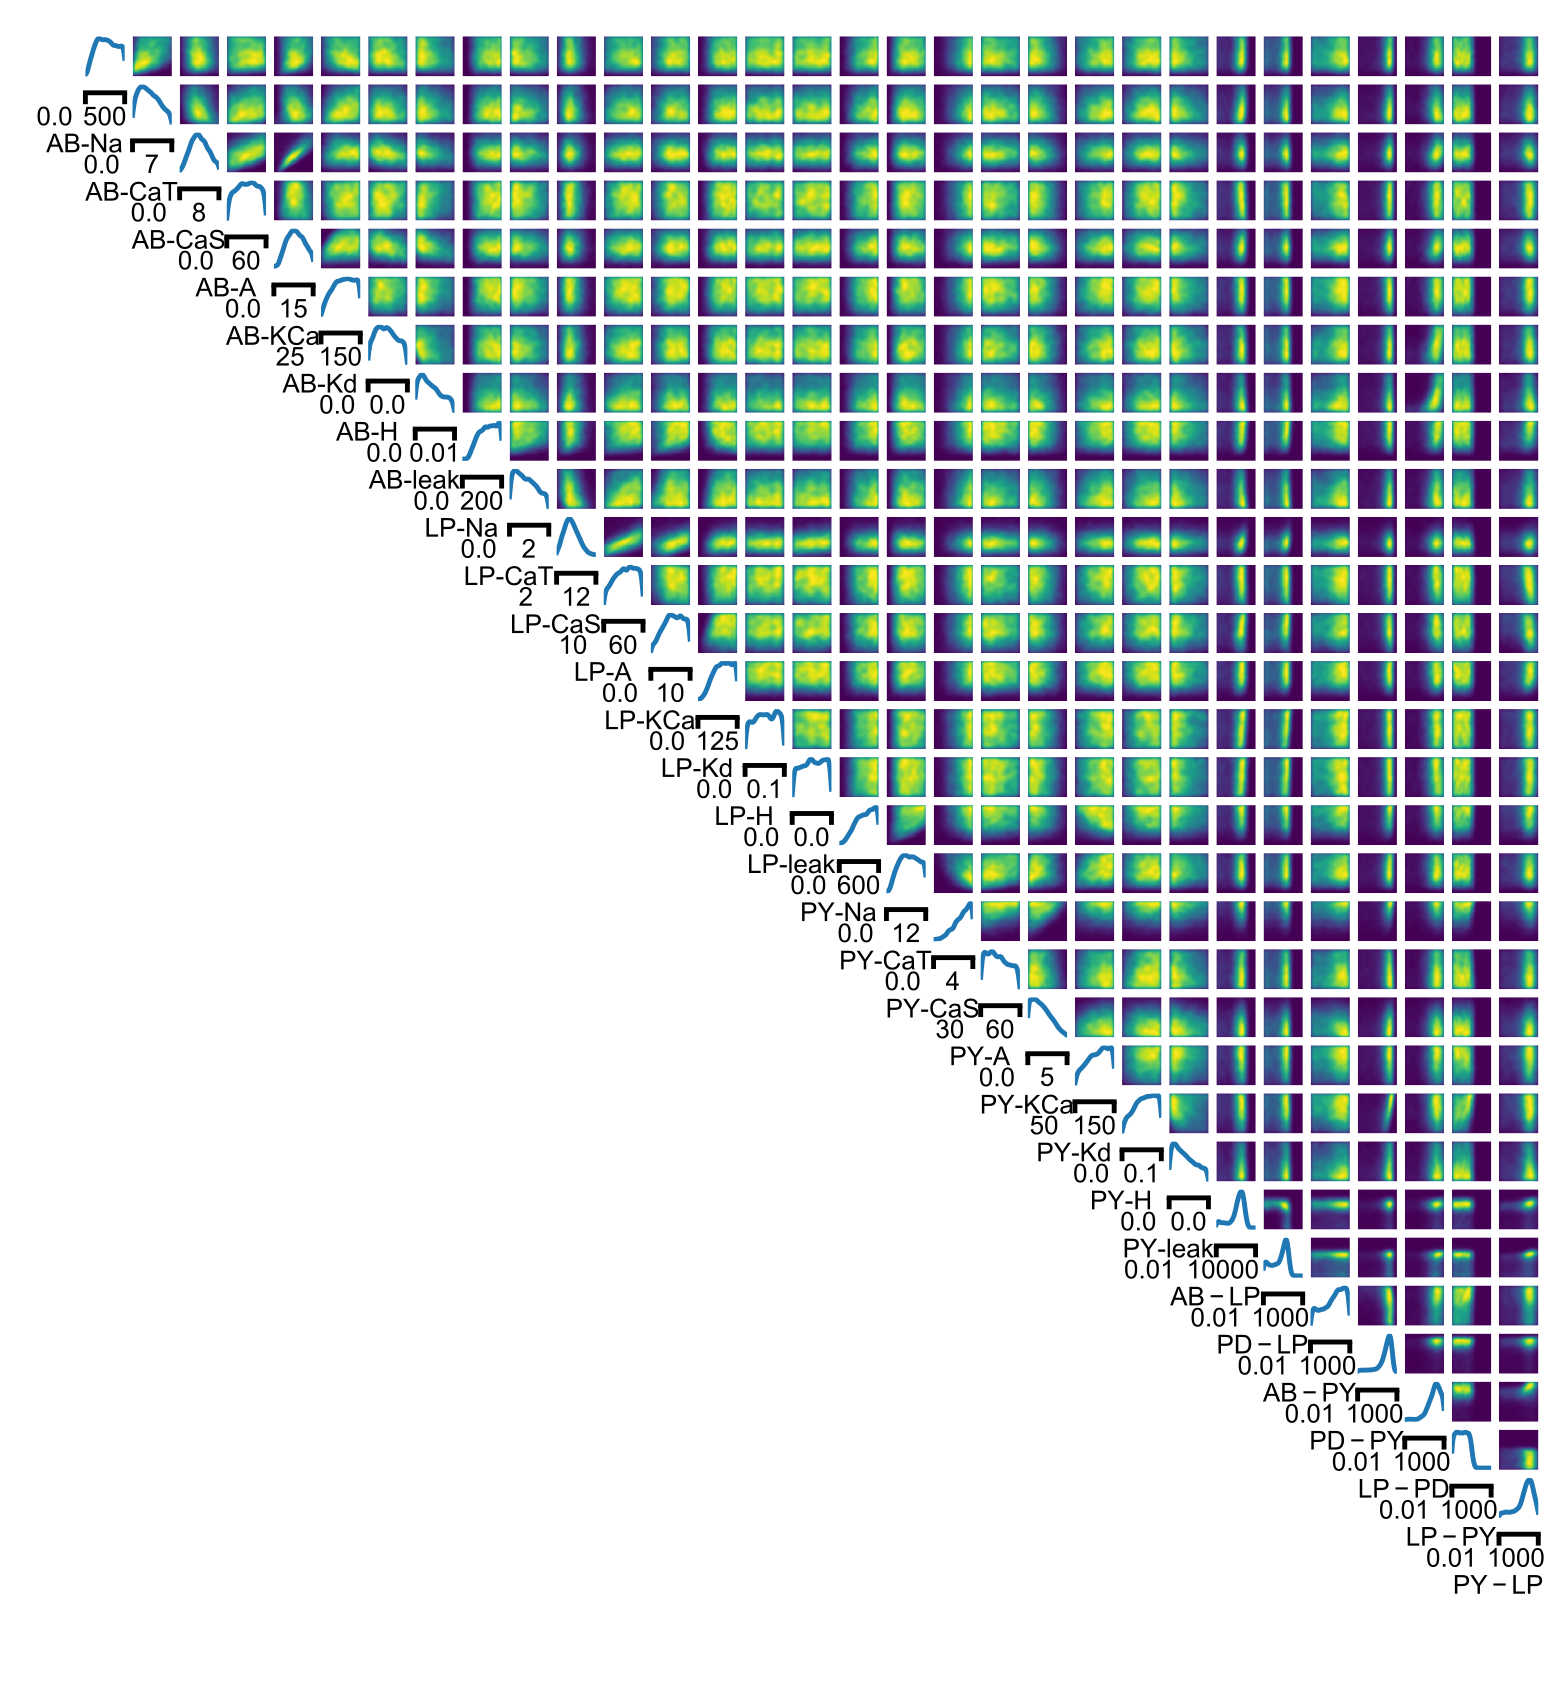 0.0 500
AB-Na
0.0 7
AB-CaT
0.0 8
AB-CaS
0.0 60
AB-A
0.0 15
AB-KCa
25 150
AB-Kd
0.0 0.0
AB-H
0.0 0.01
AB-leak
0.0 200
LP-Na
0.0 2
LP-CaT
2 12
LP-CaS
10 60
LP-A
0.0 10
LP-KCa
0.0 125
LP-Kd
0.0 0.1
LP-H
0.0 0.0
LP-leak
0.0 600
PY-Na
0.0 12
PY-CaT
0.0 4
PY-CaS
30 60
PY-A
0.0 5
PY-KCa
50 150
PY-Kd
0.0 0.1
PY-H
0.0 0.0
PY-leak
0.01 10000
AB – LP
0.01 1000
PD – LP
0.01 1000
AB – PY
0.01 1000
PD – PY
0.01 1000
LP – PD
0.01 1000
LP – PY
0.01 1000
PY – LP